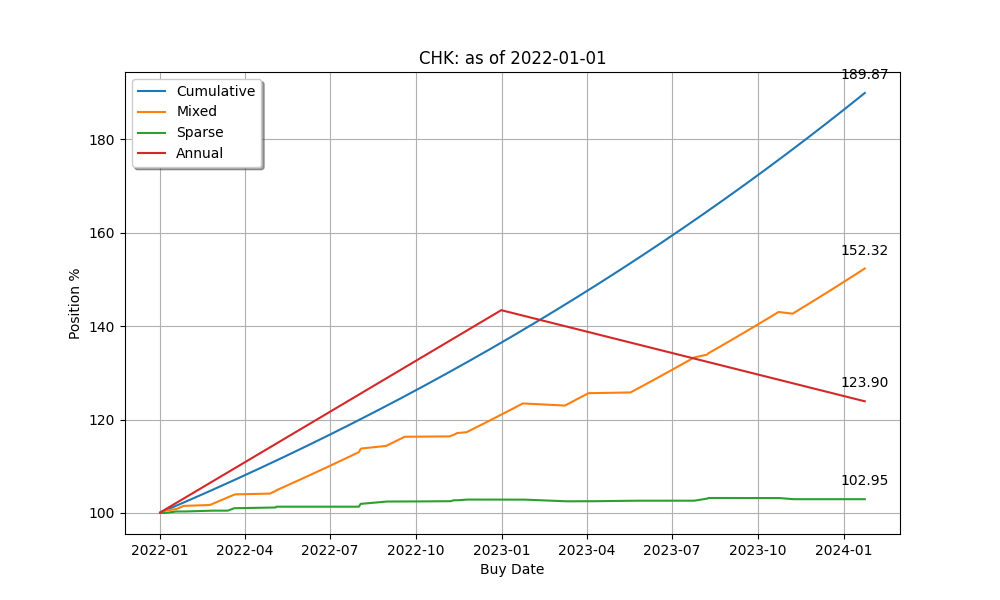 CHK: as of 2022-01-01
Cumulative
Mixed
Sparse
Annual
189.87
152.32
123.90
102.95
Position %
180
160
140
120
100
2022-01 2022-04 2022-07 2022-10 2023-01 2023-04 2023-07 2023-10 2024-01
Buy Date